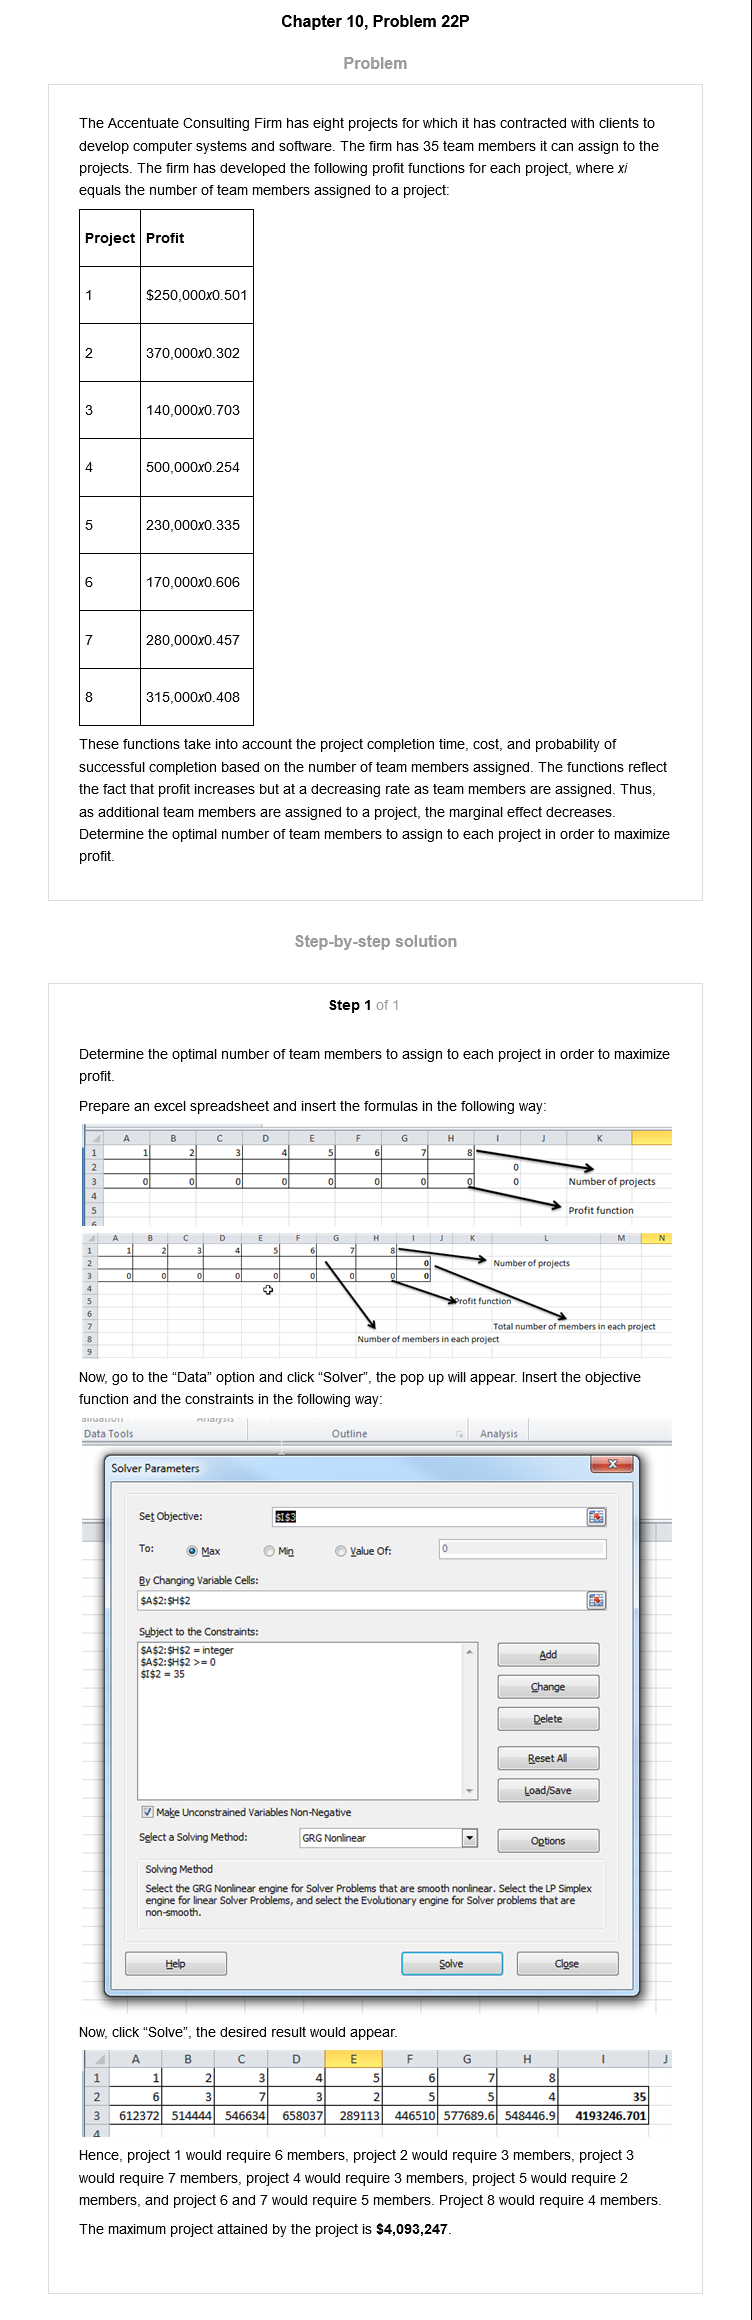 Chapter 10, Problem 22P
Problem
The Accentuate Consulting Firm has eight projects for which it has contracted with clients to
develop computer systems and software. The firm has 35 team members it can assign to the
projects. The firm has developed the following profit functions for each project, where xi
equals the number of team members assigned to a project:
Project Profit
1 $250,000x0.501
2 370,000x0.302
3 140,000x0.703
4 500,000x0.254
5 230,000x0.335
6 170,000x0.606
7 280,000x0.457
8 315,000x0.408
These functions take into account the project completion time, cost, and probability of
successful completion based on the number of team members assigned. The functions reflect
the fact that profit increases but at a decreasing rate as team members are assigned. Thus,
as additional team members are assigned to a project, the marginal effect decreases.
Determine the optimal number of team members to assign to each project in order to maximize
profit.
Step-by-step solution
Step 1 of 1
Determine the optimal number of team members to assign to each project in order to maximize
profit.
Prepare an excel spreadsheet and insert the formulas in the following way:
A B C D E F G H I J K
1 1 2 3 4 5 6 7 8
2 0
3 0 0 0 0 0 0 0 0 0 Number of projects
4
5 Profit function
6
A B C D E F G H I J K L M N
1 1 2 3 4 5 6 7 8
2 0 Number of projects
3 0 0 0 0 0 0 0 0 0
4
5 Profit function
6
7 Total number of members in each project
8 Number of members in each project
9
Now, go to the “Data” option and click “Solver”, the pop up will appear. Insert the objective
function and the constraints in the following way:
Data Tools Outline Analysis
Solver Parameters
Set Objective: $I$3
To: Max Min Value Of: 0
By Changing Variable Cells:
$A$2:$H$2
Subject to the Constraints:
$A$2:$H$2 = integer
$A$2:$H$2 >= 0
$I$2 = 35
Add
Change
Delete
Reset All
Load/Save
Make Unconstrained Variables Non-Negative
Select a Solving Method: GRG Nonlinear Options
Solving Method
Select the GRG Nonlinear engine for Solver Problems that are smooth nonlinear. Select the LP Simplex
engine for linear Solver Problems, and select the Evolutionary engine for Solver problems that are
non-smooth.
Help Solve Close
Now, click “Solve”, the desired result would appear.
A B C D E F G H I J
1 1 2 3 4 5 6 7 8
2 6 3 7 3 2 5 5 4 35
3 612372 514444 546634 658037 289113 446510 577689.6 548446.9 4193246.701
4
Hence, project 1 would require 6 members, project 2 would require 3 members, project 3
would require 7 members, project 4 would require 3 members, project 5 would require 2
members, and project 6 and 7 would require 5 members. Project 8 would require 4 members.
The maximum project attained by the project is $4,093,247.